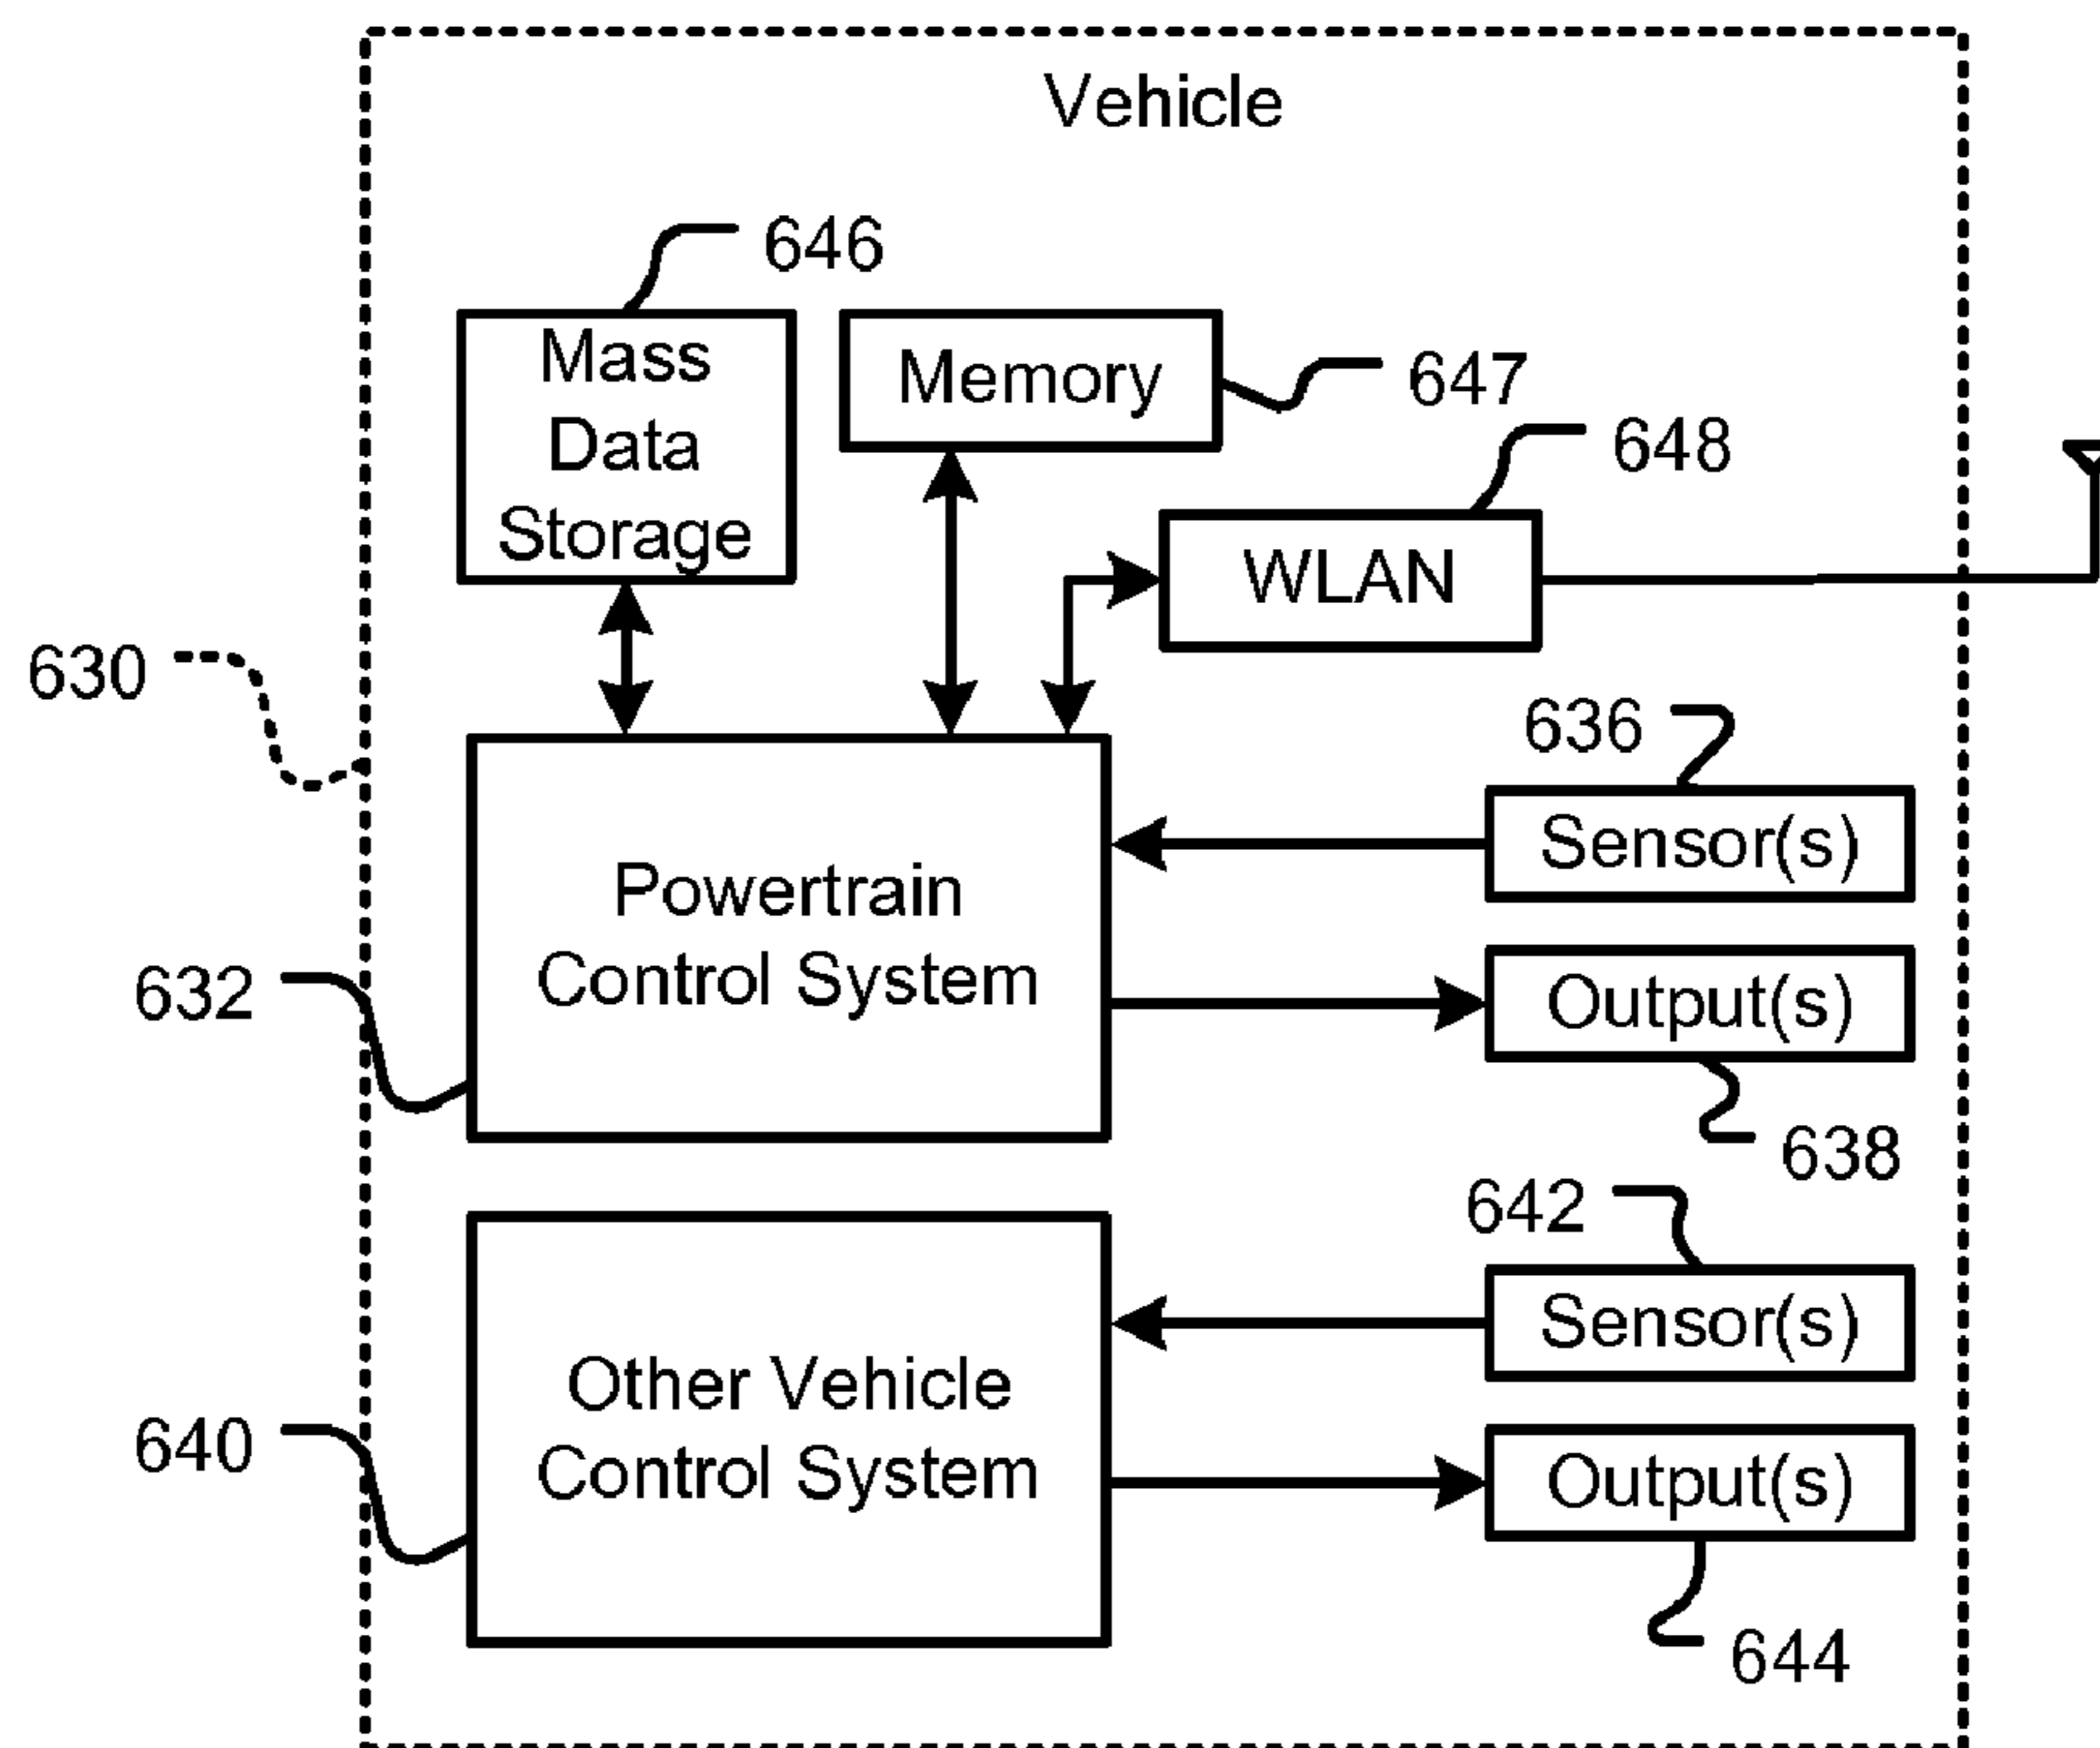 Vehicle
646
Mass
Data
Storage
Memory
647
648
WLAN
630
636
Sensor(s)
Powertrain
Control System
632
Output(s)
638
642
Sensor(s)
Other Vehicle
Control System
640
Output(s)
644